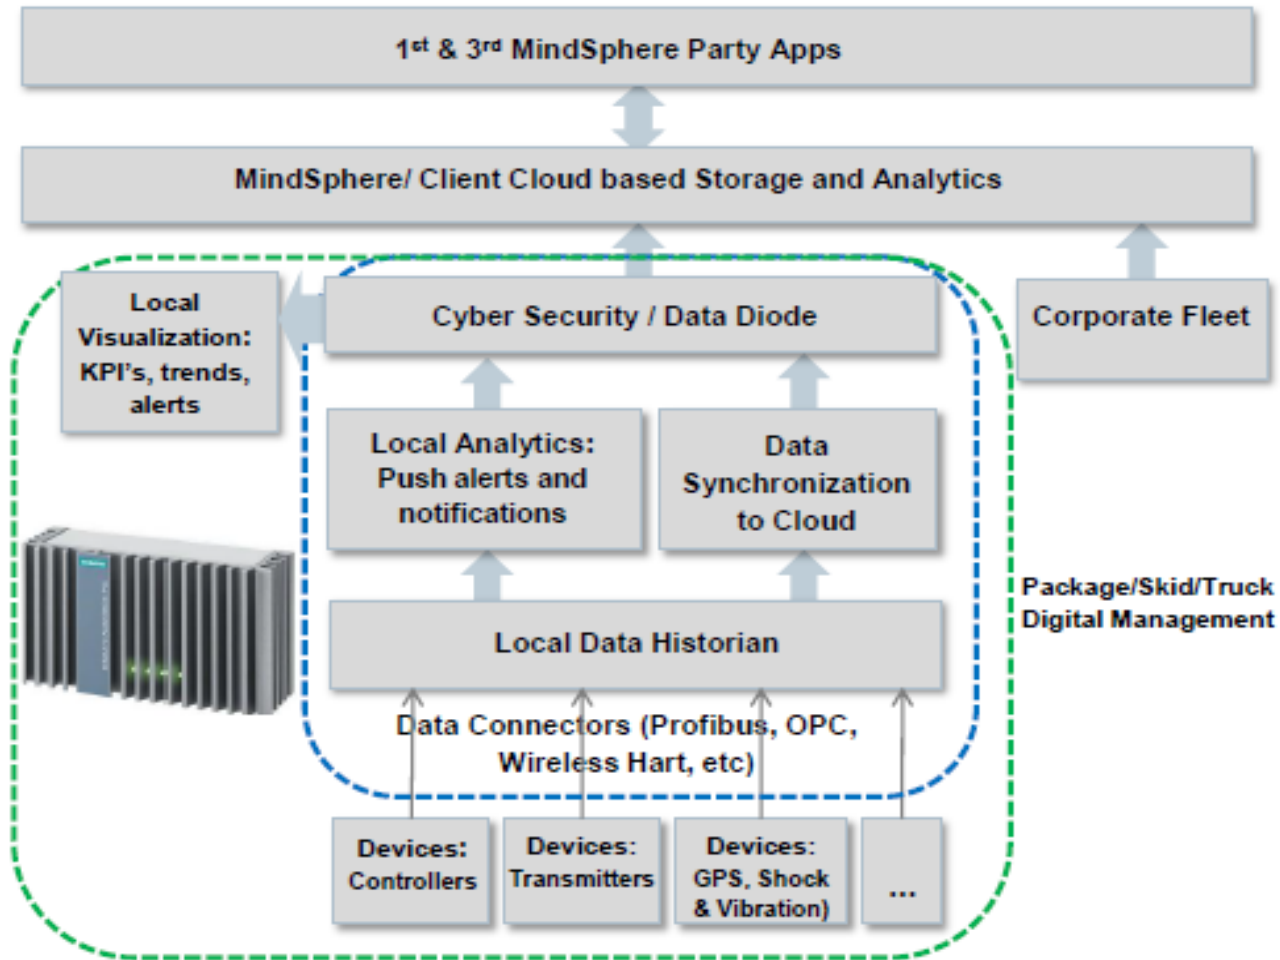 1st & 3rd MindSphere Party Apps
MindSphere/ Client Cloud based Storage and Analytics
Local
Visualization:
KPI's, trends,
alerts
Cyber Security / Data Diode
Corporate Fleet
Local Analytics:
Push alerts and
notifications
Data
Synchronization
to Cloud
Package/Skid/Truck
Digital Management
Local Data Historian
Data Connectors (Profibus, OPC,
Wireless Hart, etc)
Devices:
Controllers
Devices:
Transmitters
Devices:
GPS, Shock
& Vibration)
...